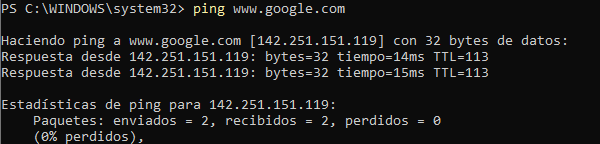 PS C:\WINDOWS\system32> ping www.google.com
Haciendo ping a www.google.com [142.251.151.119] con 32 bytes de datos:
Respuesta desde 142.251.151.119: bytes=32 tiempo=14ms TTL=113
Respuesta desde 142.251.151.119: bytes=32 tiempo=15ms TTL=113
Estadísticas de ping para 142.251.151.119:
Paquetes: enviados = 2, recibidos = 2, perdidos = 0
(0% perdidos),